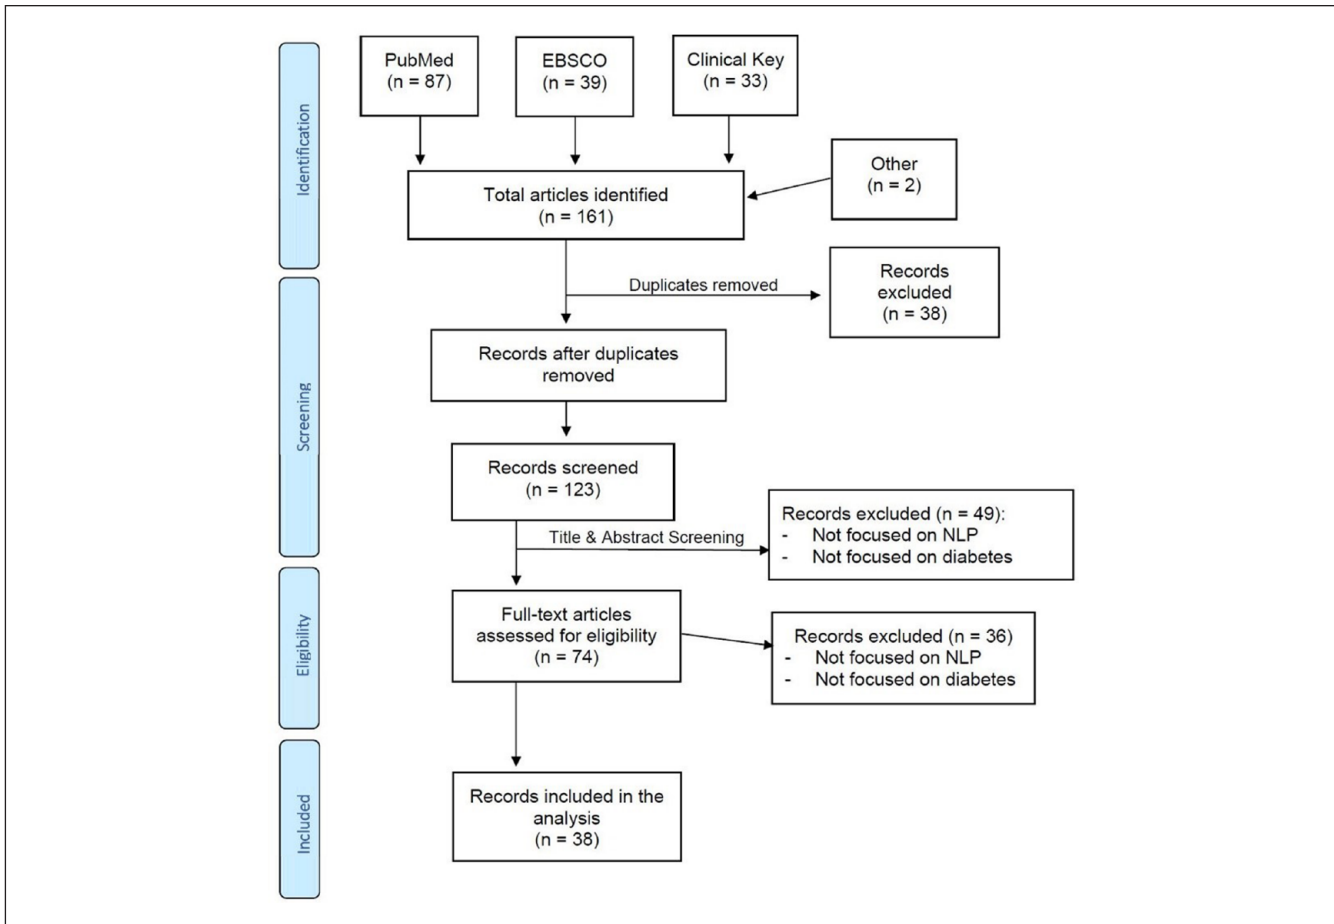 Identification
PubMed
(n = 87)
EBSCO
(n = 39)
Clinical Key
(n = 33)
Other
(n = 2)
Total articles identified
(n = 161)
Screening
Duplicates removed
Records
excluded
(n = 38)
Records after duplicates
removed
Records screened
(n = 123)
Title & Abstract Screening
Records excluded (n = 49):
- Not focused on NLP
- Not focused on diabetes
Eligibility
Full-text articles
assessed for eligibility
(n = 74)
Records excluded (n = 36)
- Not focused on NLP
- Not focused on diabetes
Included
Records included in the
analysis
(n = 38)